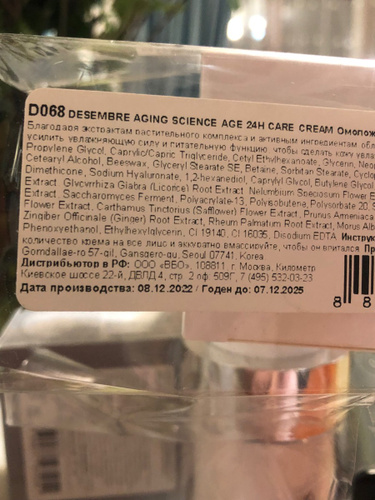 D068 DESEMBRE AGING SCIENCE AGE 24H CARE CREAM Омолож
Благодаря экстрактам растительного комплекса и активным ингредиентам
усилить увлажняющую силу и питательную функцию, чтобы сделать кожу
Propylene Glycol, Caprylic/Capric Triglyceride, Cetyl Ethylhexanoate, Glycerin,
Cetearyl Alcohol, Beeswax, Glyceryl Stearate SE, Betaine, Sorbitan Stearate,
Dimethicone, Sodium Hyaluronate, 1,2-hexanediol, Caprylyl Glycol, Butylene Glycol
Extract, Glycyrrhiza Glabra (Licorice) Root Extract, Nelumbium Speciosum Flower
Extract, Saccharomyces Ferment, Polyacrylate-13, Polyisobutene, Polysorbate
Flower Extract, Carthamus Tinctorius (Safflower) Flower Extract, Prunus Armeniaca
Zingiber Officinale (Ginger) Root Extract, Rheum Palmatum Root Extract, Morus Alb
Phenoxyethanol, Ethylhexylglycerin, CI 19140, CI 16035, Disodium EDTA. Инструк
количество крема на все лицо и аккуратно вмассируйте, чтобы он впитался.
Gomdallae-ro 57-gil, Gangseo-gu, Seoul 07741, Korea
Дистрибьютор в РФ: ООО «ВБО», 108811, г. Москва, Километр
Киевское шоссе 22-й, ДВЛД 4, стр. 2 оф. 509Г, 7 (495) 532-03-23
Дата производства: 08.12.2022 / Годен до: 07.12.2025
8 8